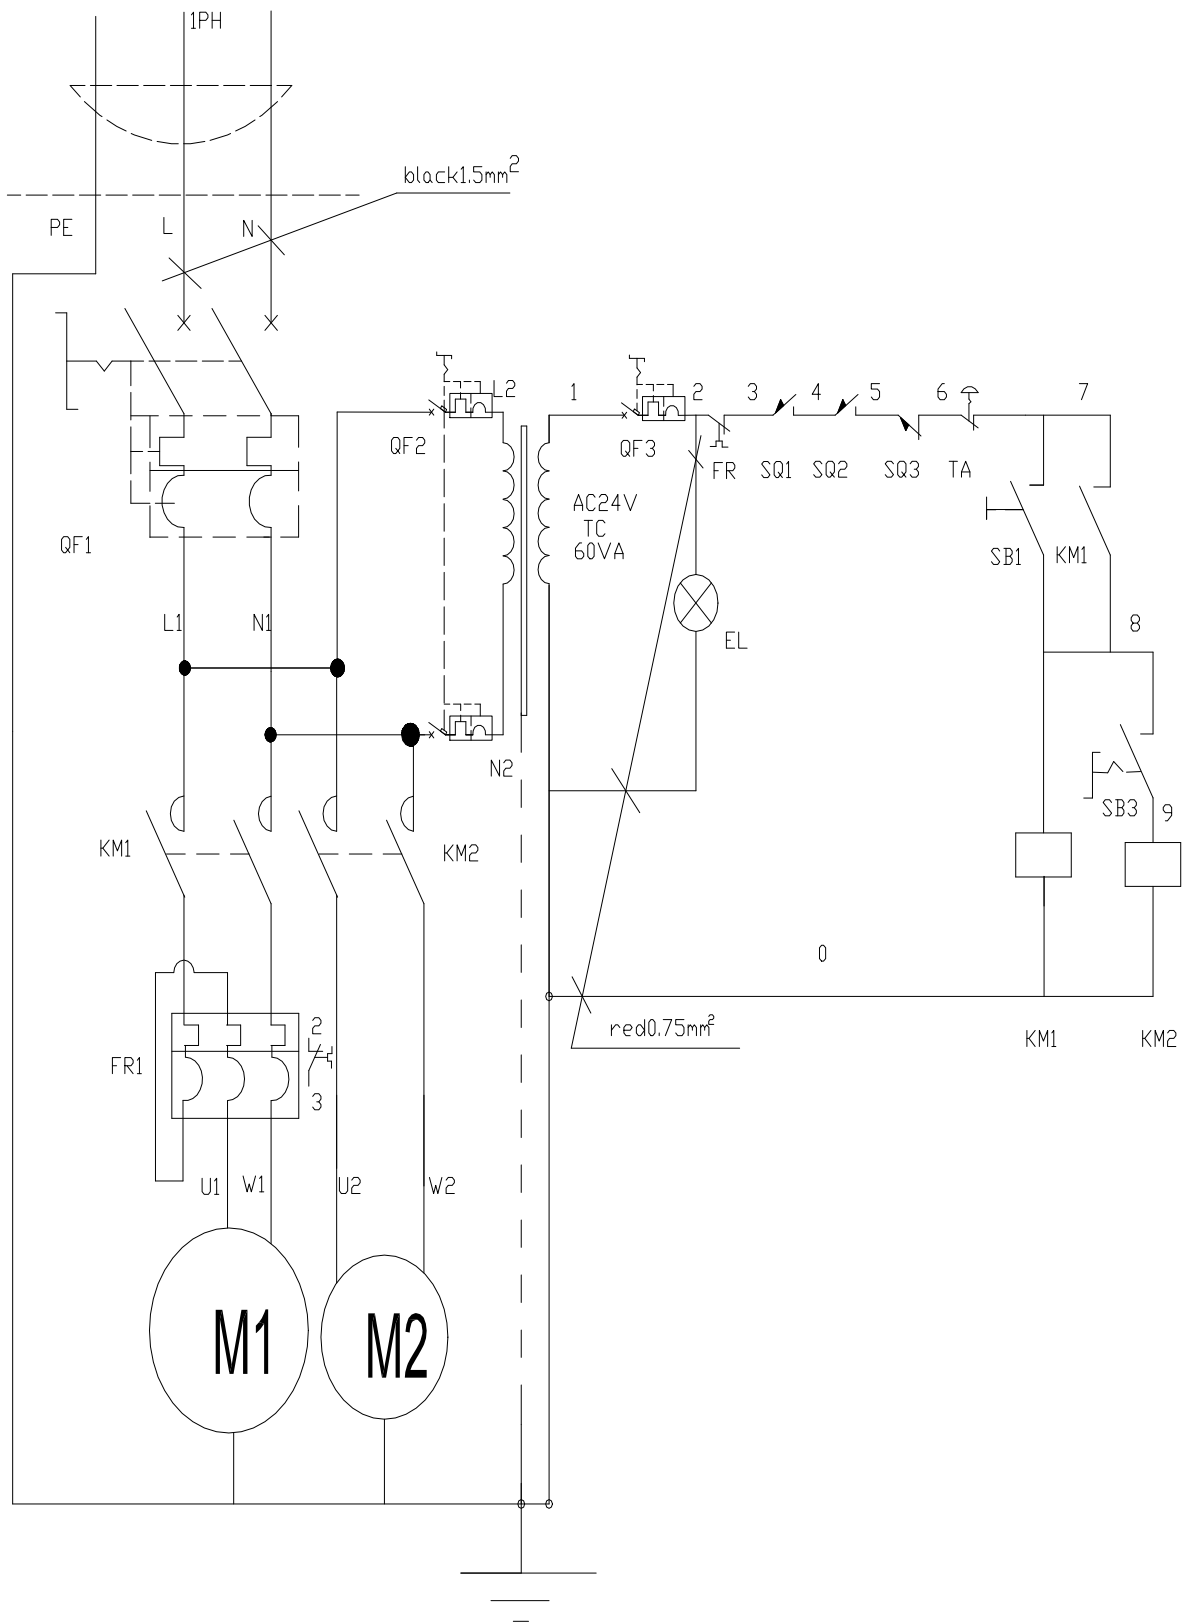 1PH
black1.5mm²
PE L N
L2 1 2 3 4 5 6 7
QF2 QF3 FR SQ1 SQ2 SQ3 TA
AC24V
TC
60VA
QF1
SB1 KM1
L1 N1
8
EL
N2
SB3 9
KM1 KM2
0
2
red0.75mm²
KM1 KM2
FR1
3
U1 W1 U2 W2
M1 M2